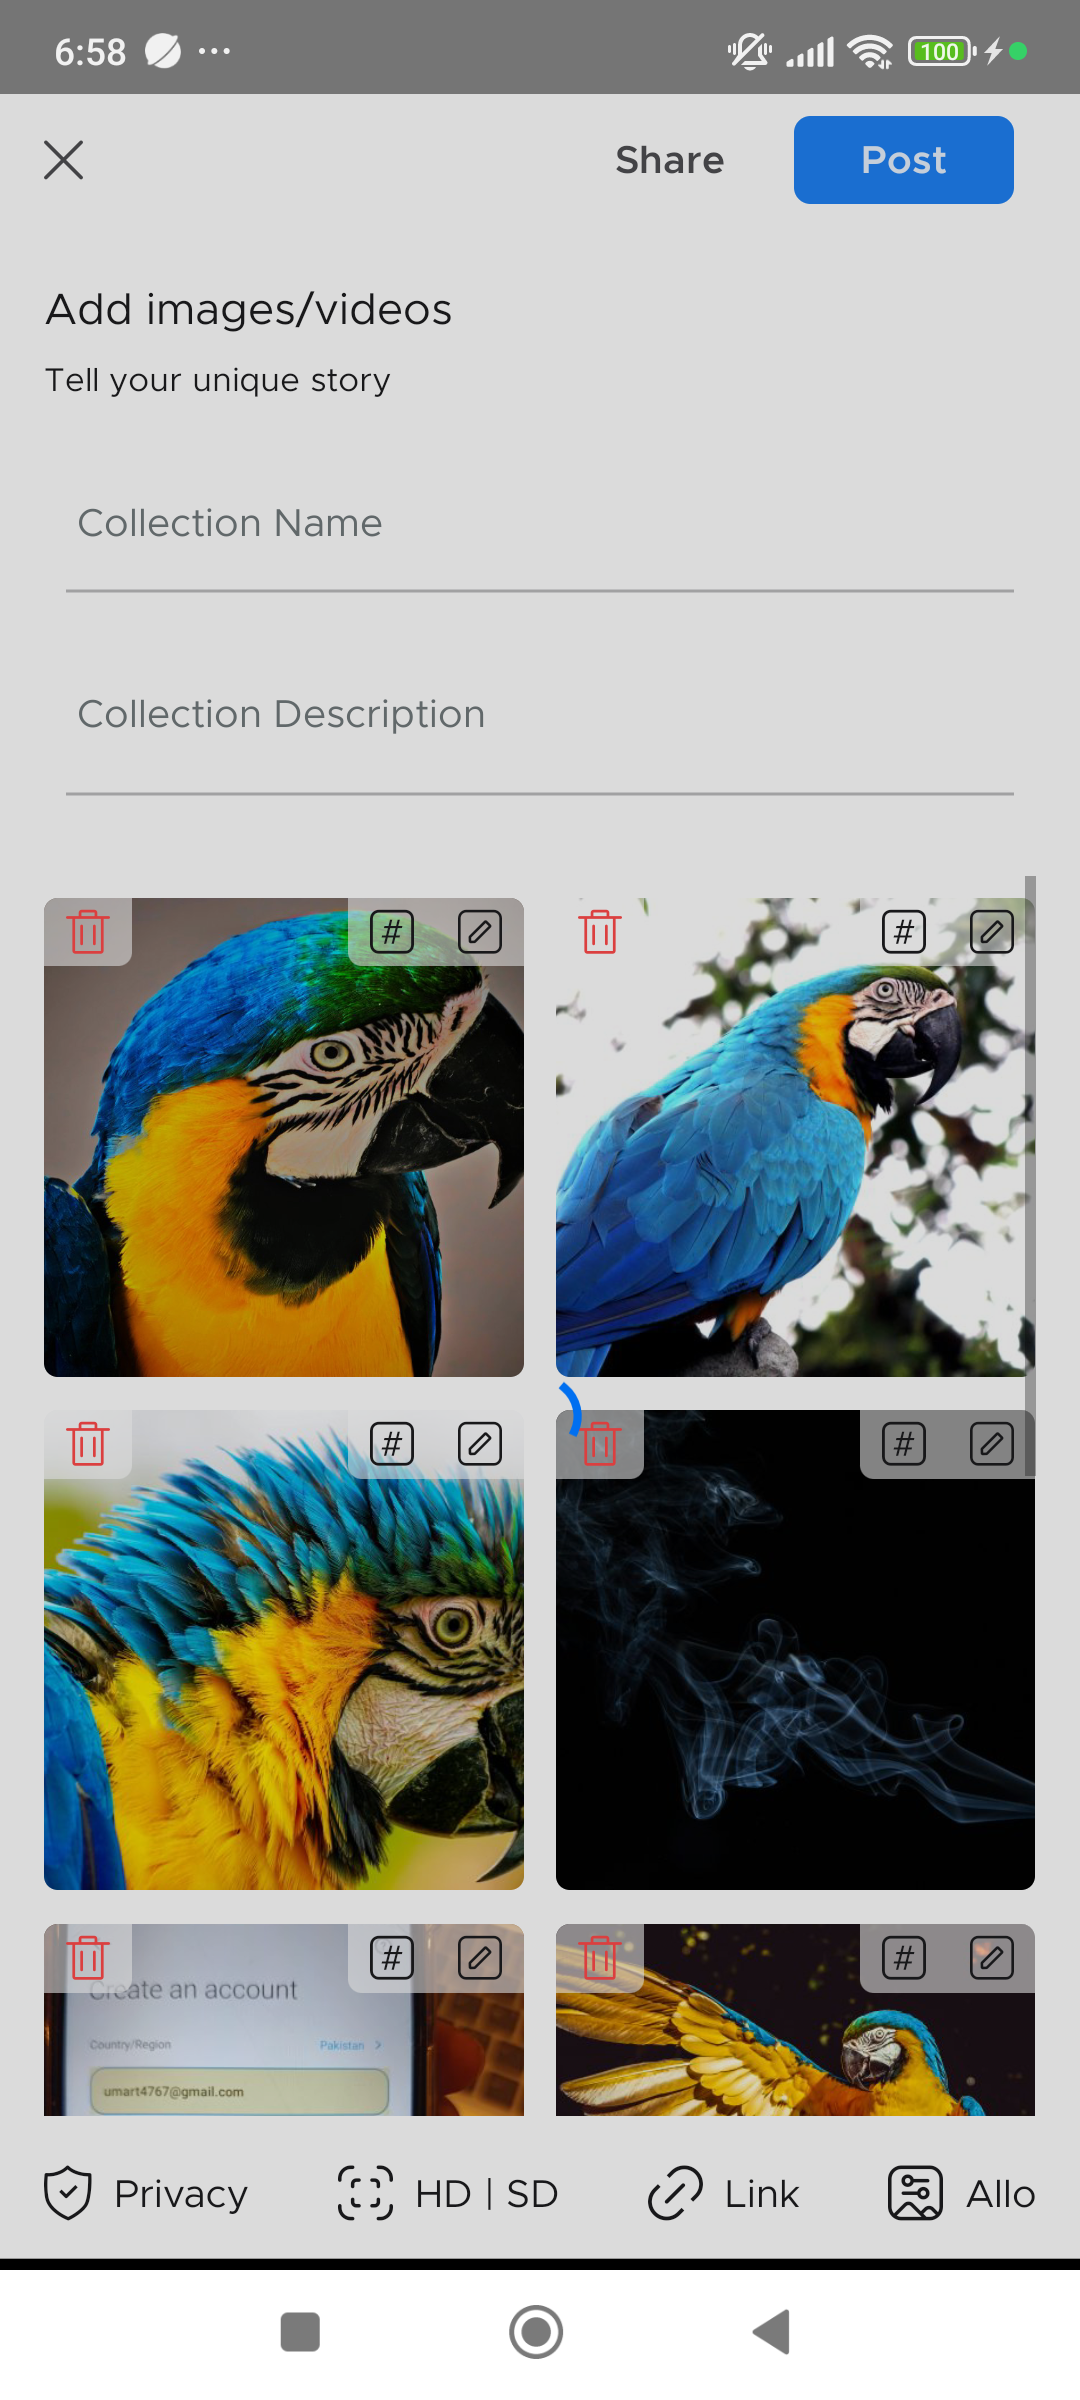 6:58
100
Share
Post
Add images/videos
Tell your unique story
Collection Name
Collection Description
#
#
#
#
#
#
Create an account
Country/Region
Pakistan >
umart4767@gmail.com
Privacy
HD | SD
Link
Allo